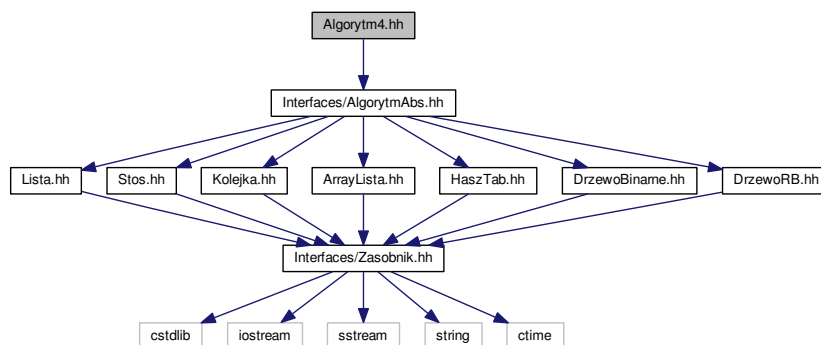 Algorytm4.hh
Interfaces/AlgorytmAbs.hh
Lista.hh Stos.hh Kolejka.hh ArrayLista.hh HaszTab.hh DrzewoBinarne.hh DrzewoRB.hh
Interfaces/Zasobnik.hh
cstdlib iostream sstream string ctime